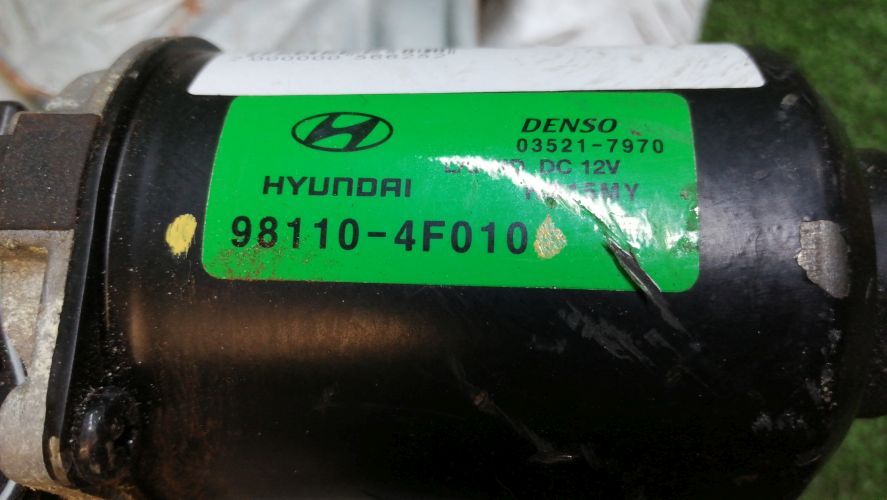 DENSO
03521-7970
DC 12V
HYUNDAI
98110-4F010